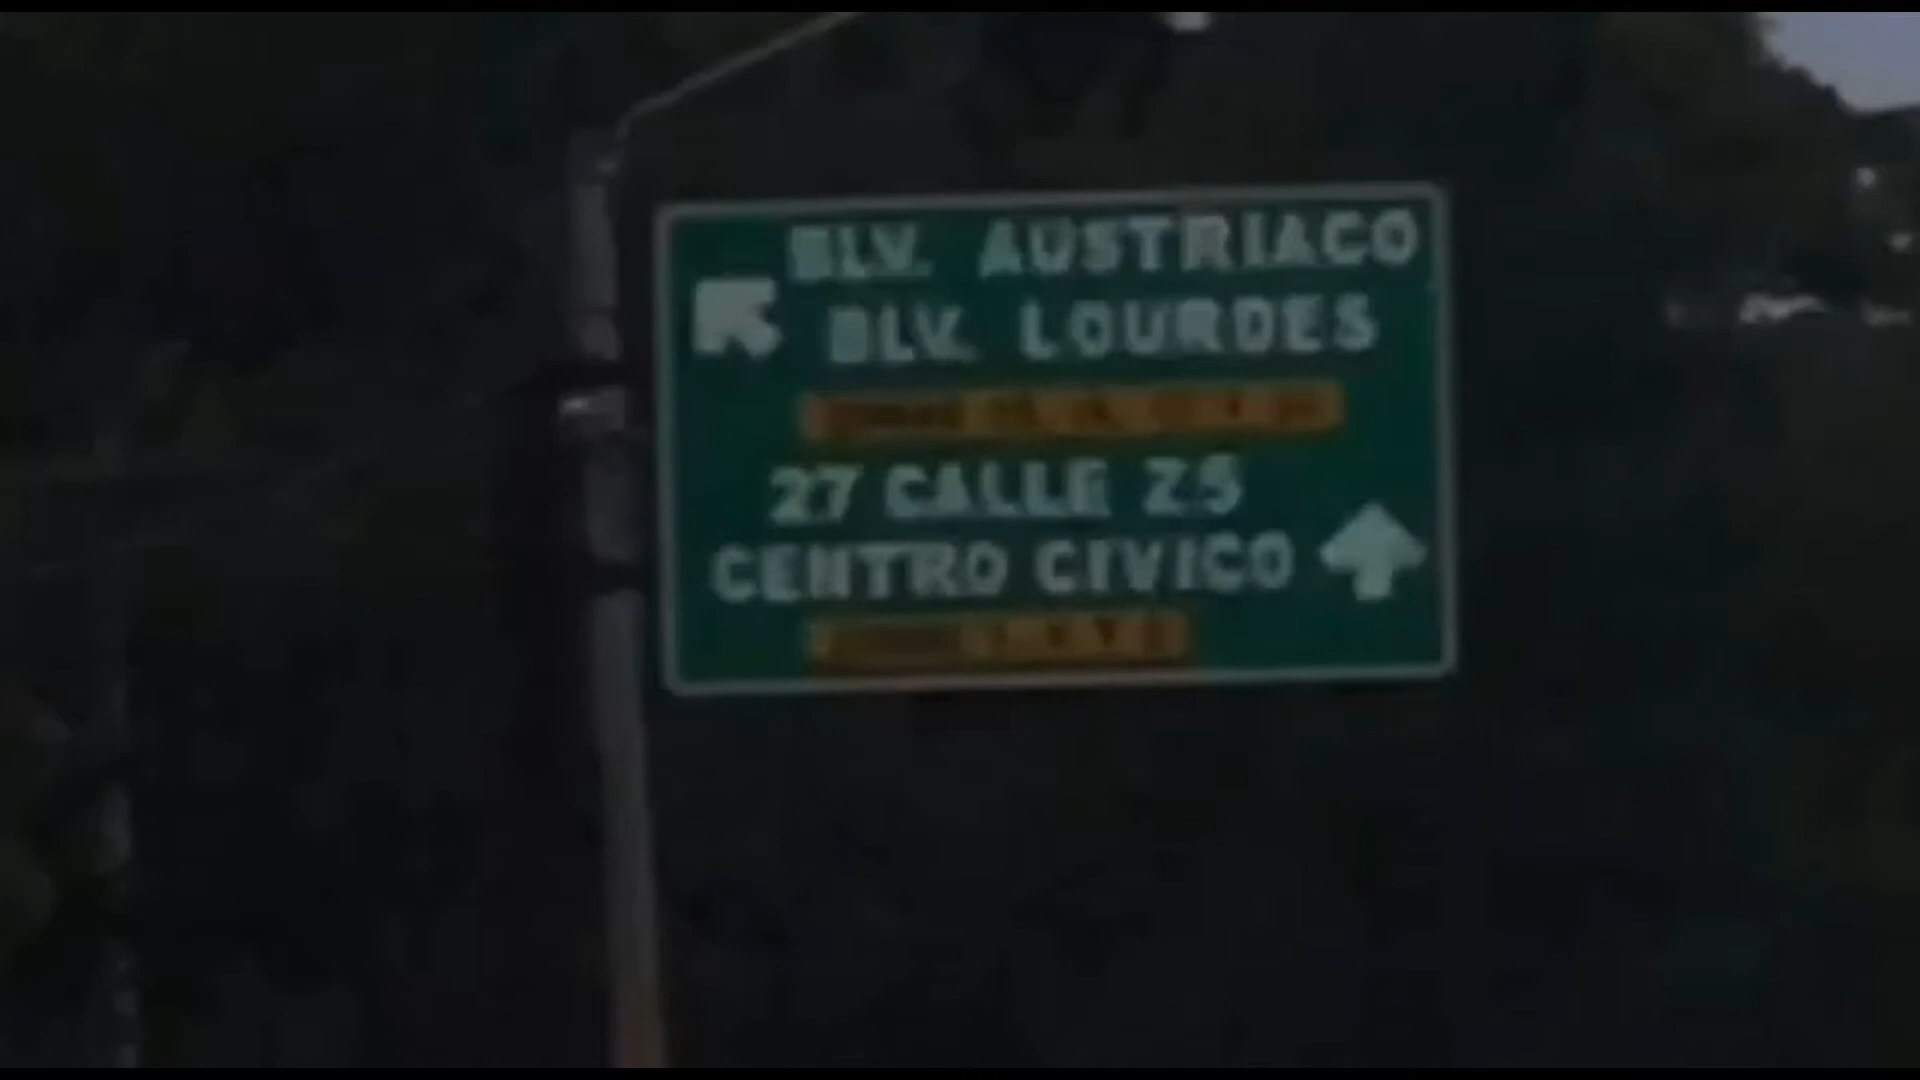 BLV. AUSTRIACO
BLV. LOURDES
27 CALLE Z.5
CENTRO CIVICO